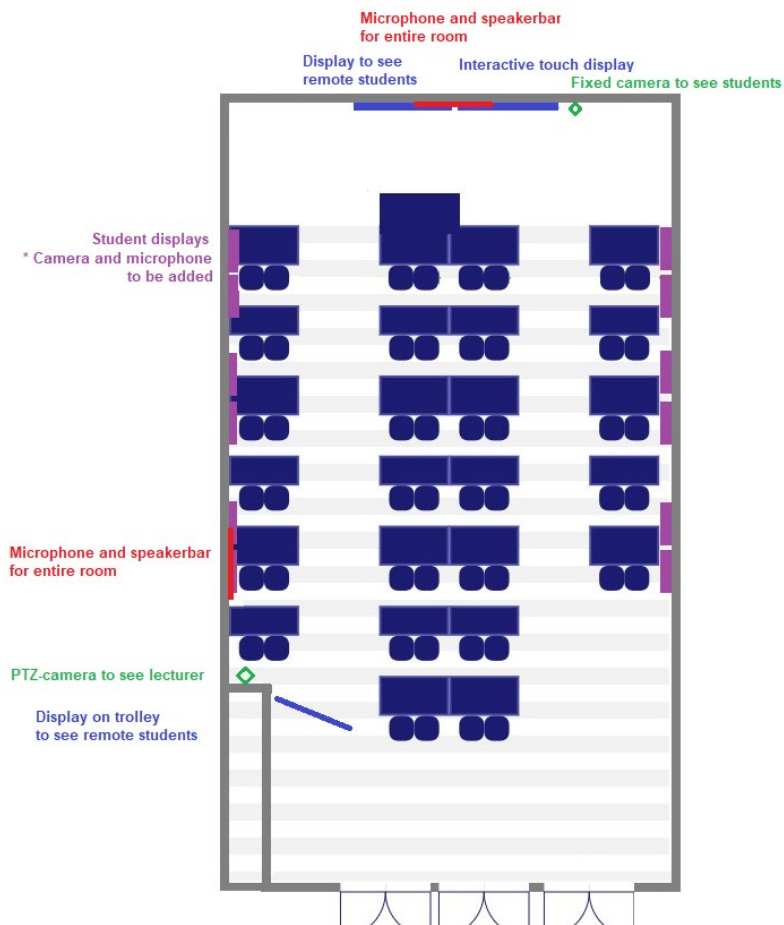 Microphone and speakerbar
for entire room
Display to see
remote students
Interactive touch display
Fixed camera to see students
Student displays
* Camera and microphone
to be added
Microphone and speakerbar
for entire room
PTZ-camera to see lecturer
Display on trolley
to see remote students